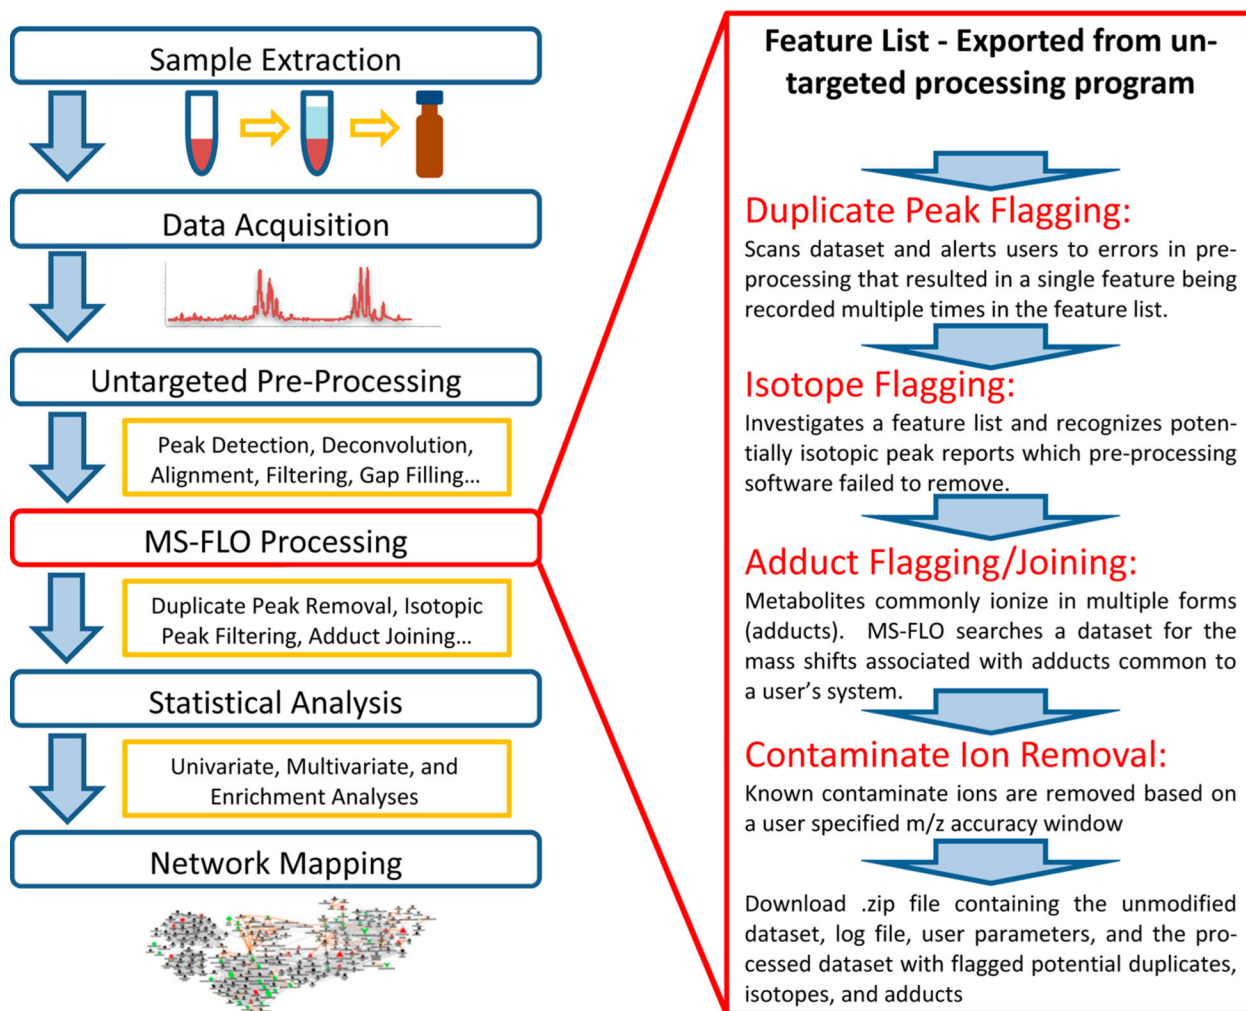 Sample Extraction
Data Acquisition
Untargeted Pre-Processing
Peak Detection, Deconvolution,
Alignment, Filtering, Gap Filling...
MS-FLO Processing
Duplicate Peak Removal, Isotopic
Peak Filtering, Adduct Joining...
Statistical Analysis
Univariate, Multivariate, and
Enrichment Analyses
Network Mapping
Feature List - Exported from un-
targeted processing program
Duplicate Peak Flagging:
Scans dataset and alerts users to errors in pre-
processing that resulted in a single feature being
recorded multiple times in the feature list.
Isotope Flagging:
Investigates a feature list and recognizes poten-
tially isotopic peak reports which pre-processing
software failed to remove.
Adduct Flagging/Joining:
Metabolites commonly ionize in multiple forms
(adducts).  MS-FLO searches a dataset for the
mass shifts associated with adducts common to
a user's system.
Contaminate Ion Removal:
Known contaminate ions are removed based on
a user specified m/z accuracy window
Download .zip file containing the unmodified
dataset, log file, user parameters, and the pro-
cessed dataset with flagged potential duplicates,
isotopes, and adducts